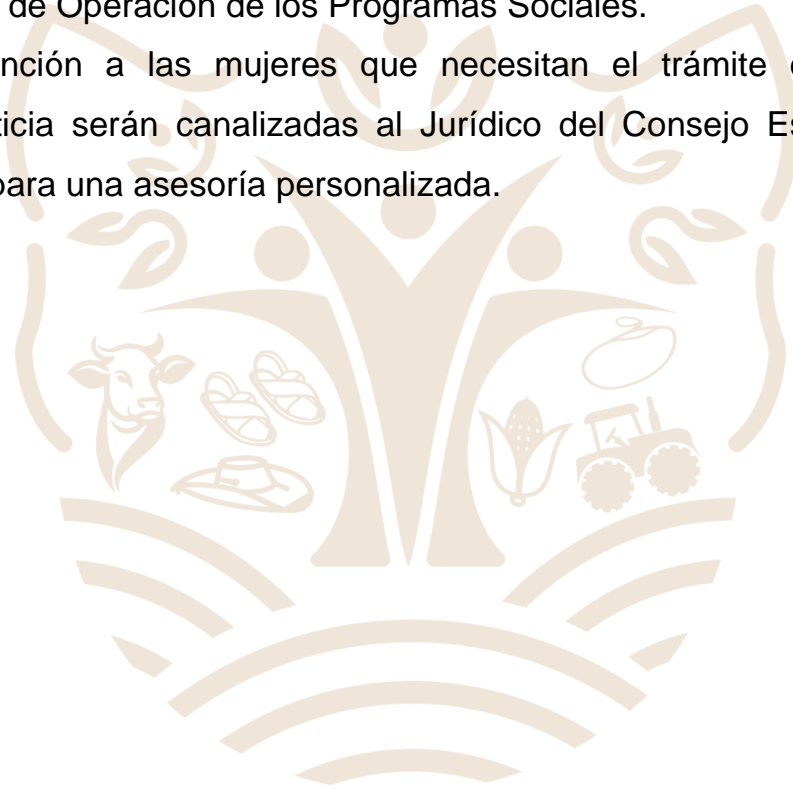 de Operación de los Programas Sociales.
nción a las mujeres que necesitan el trámite
ticia serán canalizadas al Jurídico del Consejo Es
para una asesoría personalizada.